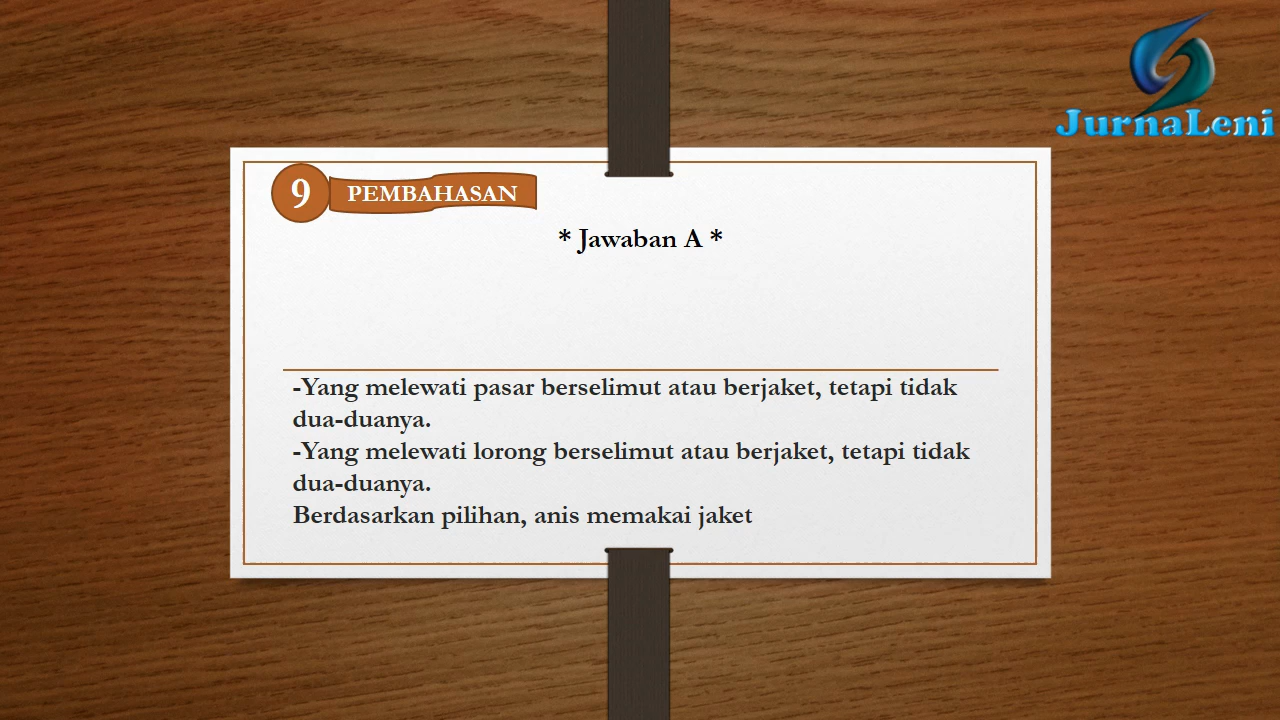 JurnaLeni
9 PEMBAHASAN
* Jawaban A *
-Yang melewati pasar berselimut atau berjaket, tetapi tidak
dua-duanya.
-Yang melewati lorong berselimut atau berjaket, tetapi tidak
dua-duanya.
Berdasarkan pilihan, anis memakai jaket